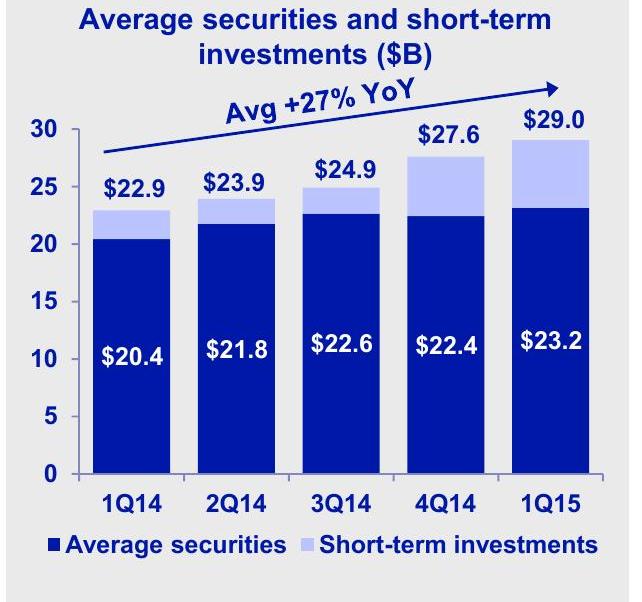 Average securities and short-term
investments ($B)
Avg +27% YoY
30
25
20
15
10
5
0
$22.9
$23.9
$24.9
$27.6
$29.0
$20.4
$21.8
$22.6
$22.4
$23.2
1Q14
2Q14
3Q14
4Q14
1Q15
Average securities
Short-term investments